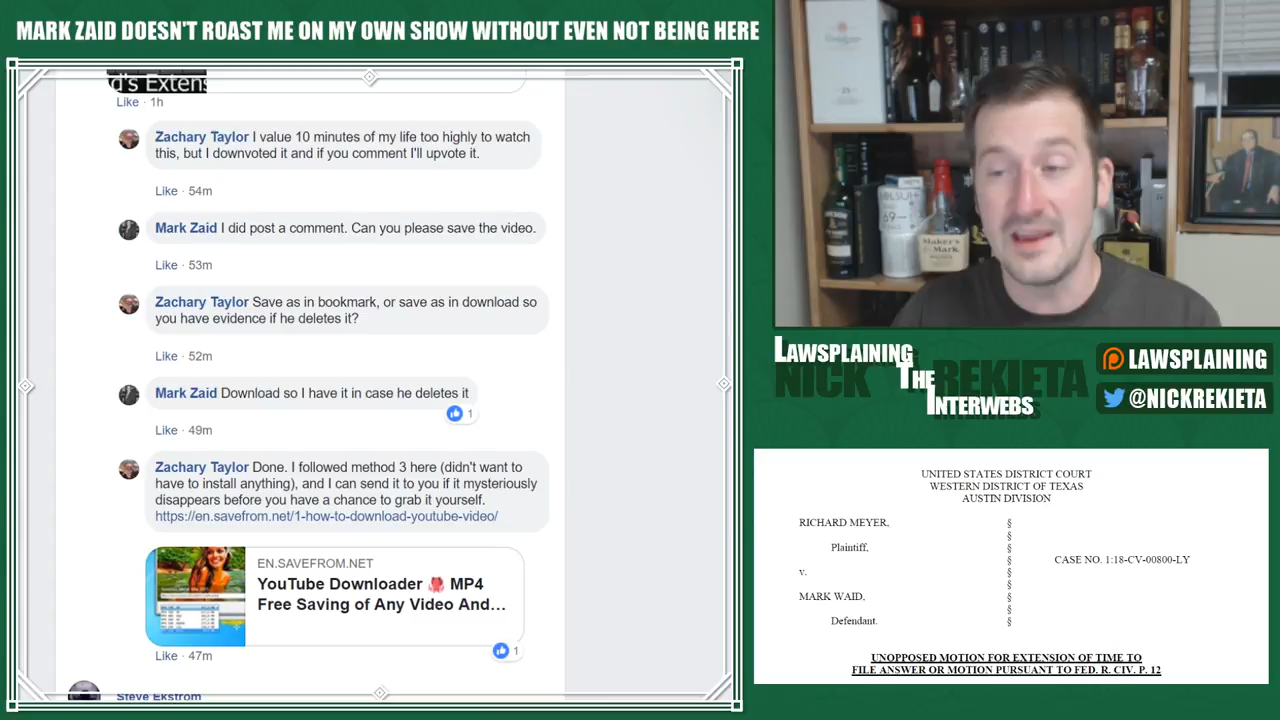 MARK ZAID DOESN'T ROAST ME ON MY OWN SHOW WITHOUT EVEN NOT BEING HERE
d's Extens
Like · 1h
Zachary Taylor I value 10 minutes of my life too highly to watch
this, but I downvoted it and if you comment I'll upvote it.
Like · 54m
Mark Zaid I did post a comment. Can you please save the video.
Like · 53m
Zachary Taylor Save as in bookmark, or save as in download so
you have evidence if he deletes it?
Like · 52m
Mark Zaid Download so I have it in case he deletes it
1
Like · 49m
Zachary Taylor Done. I followed method 3 here (didn't want to
have to install anything), and I can send it to you if it mysteriously
disappears before you have a chance to grab it yourself.
https://en.savefrom.net/1-how-to-download-youtube-video/
EN.SAVEFROM.NET
YouTube Downloader MP4
Free Saving of Any Video And...
1
Like · 47m
Steve Ekstrom
69
Maker's
Mark
LAWSPLAINING
THE
INTERWEBS
NICK REKIETA
LAWSPLAINING
@NICKREKIETA
UNITED STATES DISTRICT COURT
WESTERN DISTRICT OF TEXAS
AUSTIN DIVISION
RICHARD MEYER, §
§
Plaintiff, §
§ CASE NO. 1:18-CV-00800-LY
v. §
§
MARK WAID, §
§
Defendant. §
UNOPPOSED MOTION FOR EXTENSION OF TIME TO
FILE ANSWER OR MOTION PURSUANT TO FED. R. CIV. P. 12